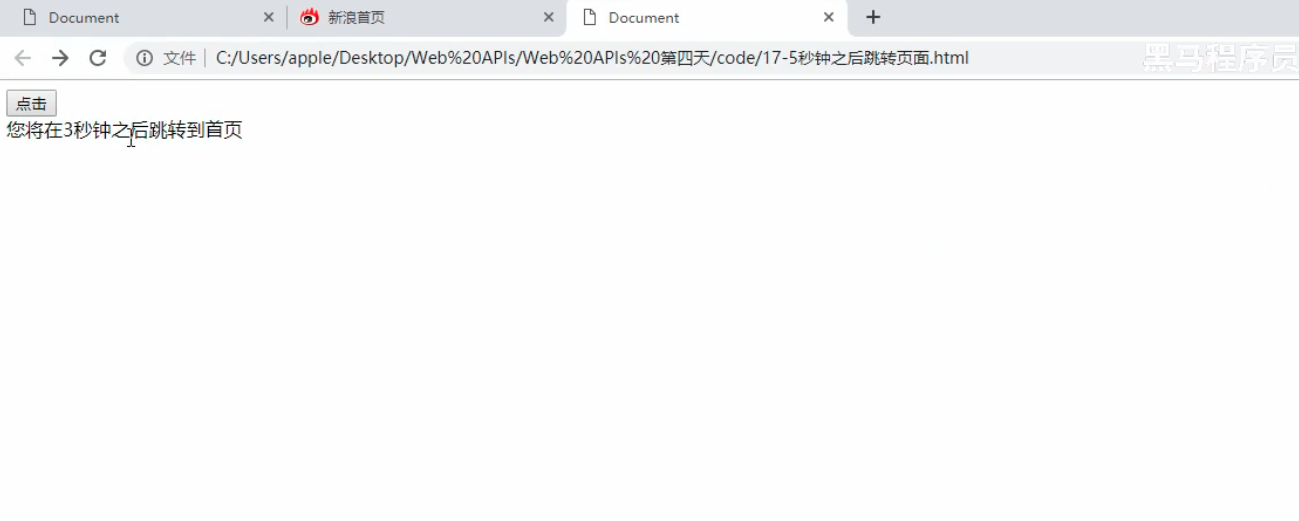 Document
新浪首页
Document
文件 C:/Users/apple/Desktop/Web%20APIs/Web%20APIs%20第四天/code/17-5秒钟之后跳转页面.html
黑马程序员
点击
您将在3秒钟之后跳转到首页